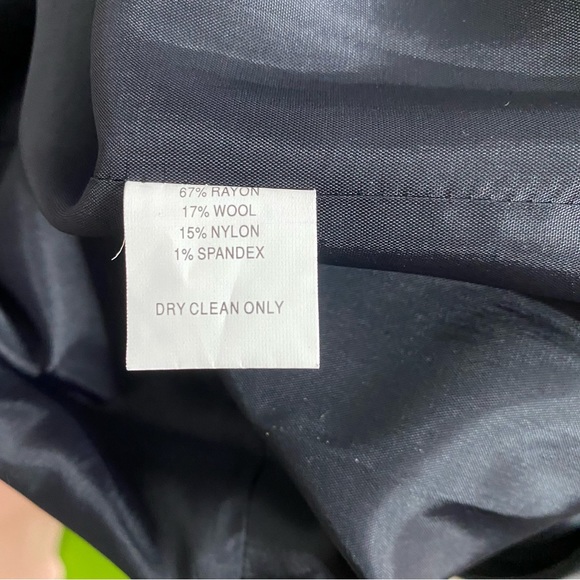 67% RAYON
17% WOOL
15% NYLON
1% SPANDEX
DRY CLEAN ONLY